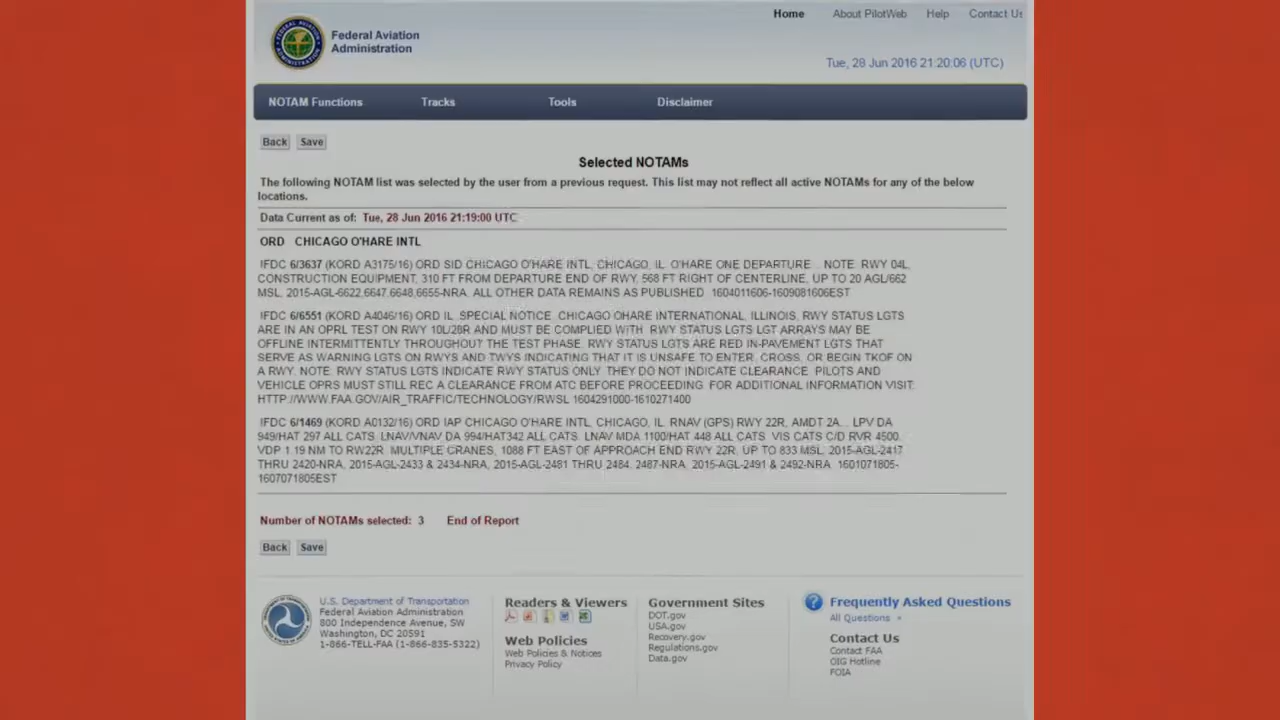 Home About PilotWeb Help Contact Us
Federal Aviation
Administration
Tue, 28 Jun 2016 21:20:06 (UTC)
NOTAM Functions Tracks Tools Disclaimer
Back Save
Selected NOTAMs
The following NOTAM list was selected by the user from a previous request. This list may not reflect all active NOTAMs for any of the below
locations.
Data Current as of: Tue, 28 Jun 2016 21:19:00 UTC
ORD CHICAGO O'HARE INTL
IFDC 6/3637 (KORD A3175/16) ORD SID CHICAGO O'HARE INTL, CHICAGO, IL. O'HARE ONE DEPARTURE... NOTE: RWY 04L,
CONSTRUCTION EQUIPMENT, 310 FT FROM DEPARTURE END OF RWY, 568 FT RIGHT OF CENTERLINE, UP TO 20 AGL/662
MSL, 2015-AGL-6622,6647,6648,6655-NRA. ALL OTHER DATA REMAINS AS PUBLISHED. 1604011606-1609081606EST
IFDC 6/6551 (KORD A4046/16) ORD IL..SPECIAL NOTICE..CHICAGO OHARE INTERNATIONAL, ILLINOIS, RWY STATUS LGTS
ARE IN AN OPRL TEST ON RWY 10L/28R AND MUST BE COMPLIED WITH. RWY STATUS LGTS LGT ARRAYS MAY BE
OFFLINE INTERMITTENTLY THROUGHOUT THE TEST PHASE. RWY STATUS LGTS ARE RED IN-PAVEMENT LGTS THAT
SERVE AS WARNING LGTS ON RWYS AND TWYS INDICATING THAT IT IS UNSAFE TO ENTER, CROSS, OR BEGIN TKOF ON
A RWY. NOTE: RWY STATUS LGTS INDICATE RWY STATUS ONLY, THEY DO NOT INDICATE CLEARANCE. PILOTS AND
VEHICLE OPRS MUST STILL REC A CLEARANCE FROM ATC BEFORE PROCEEDING. FOR ADDITIONAL INFORMATION VISIT:
HTTP://WWW.FAA.GOV/AIR_TRAFFIC/TECHNOLOGY/RWSL 1604291000-1610271400
IFDC 6/1469 (KORD A0132/16) ORD IAP CHICAGO O'HARE INTL, CHICAGO, IL. RNAV (GPS) RWY 22R, AMDT 2A... LPV DA
949/HAT 297 ALL CATS. LNAV/VNAV DA 994/HAT342 ALL CATS. LNAV MDA 1100/HAT 448 ALL CATS. VIS CATS C/D RVR 4500.
VDP 1.19 NM TO RW22R. MULTIPLE CRANES, 1088 FT EAST OF APPROACH END RWY 22R, UP TO 833 MSL, 2015-AGL-2417
THRU 2420-NRA, 2015-AGL-2433 & 2434-NRA, 2015-AGL-2481 THRU 2484, 2487-NRA, 2015-AGL-2491 & 2492-NRA. 1601071805-
1607071805EST
Number of NOTAMs selected: 3 End of Report
Back Save
U.S. Department of Transportation
Federal Aviation Administration
800 Independence Avenue, SW
Washington, DC 20591
1-866-TELL-FAA (1-866-835-5322)
Readers & Viewers
Web Policies
Web Policies & Notices
Privacy Policy
Government Sites
DOT.gov
USA.gov
Recovery.gov
Regulations.gov
Data.gov
Frequently Asked Questions
All Questions »
Contact Us
Contact FAA
OIG Hotline
FOIA